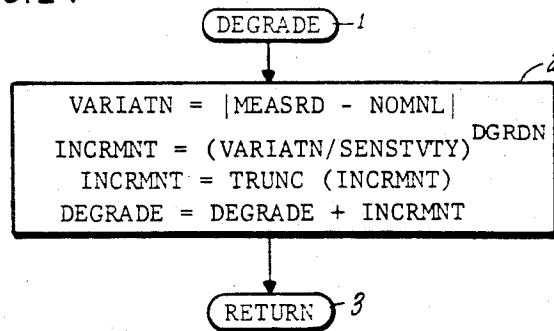 DEGRADE 1
2
VARIATN = |MEASRD - NOMNL|
INCRMNT = (VARIATN/SENSTVTY)^DGRDN
INCRMNT = TRUNC (INCRMNT)
DEGRADE = DEGRADE + INCRMNT
RETURN 3